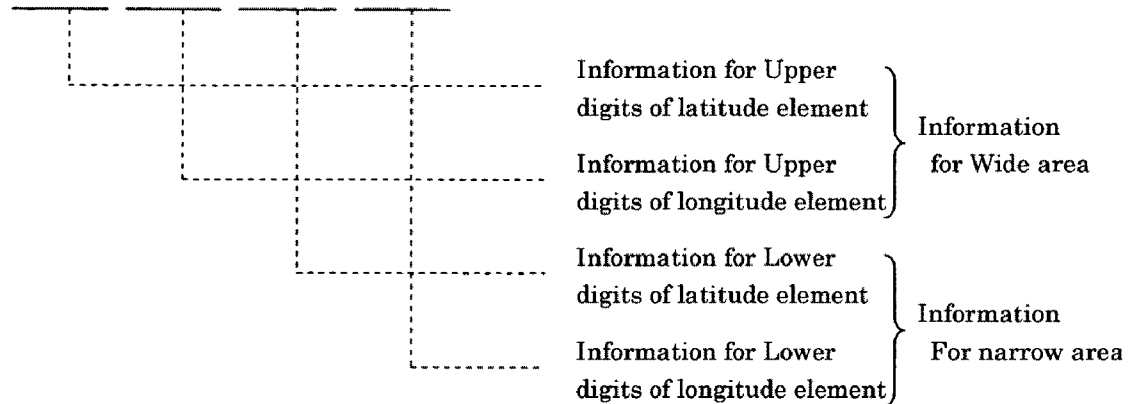 Information for Upper
digits of latitude element
Information for Upper
digits of longitude element
Information
for Wide area
Information for Lower
digits of latitude element
Information for Lower
digits of longitude element
Information
For narrow area